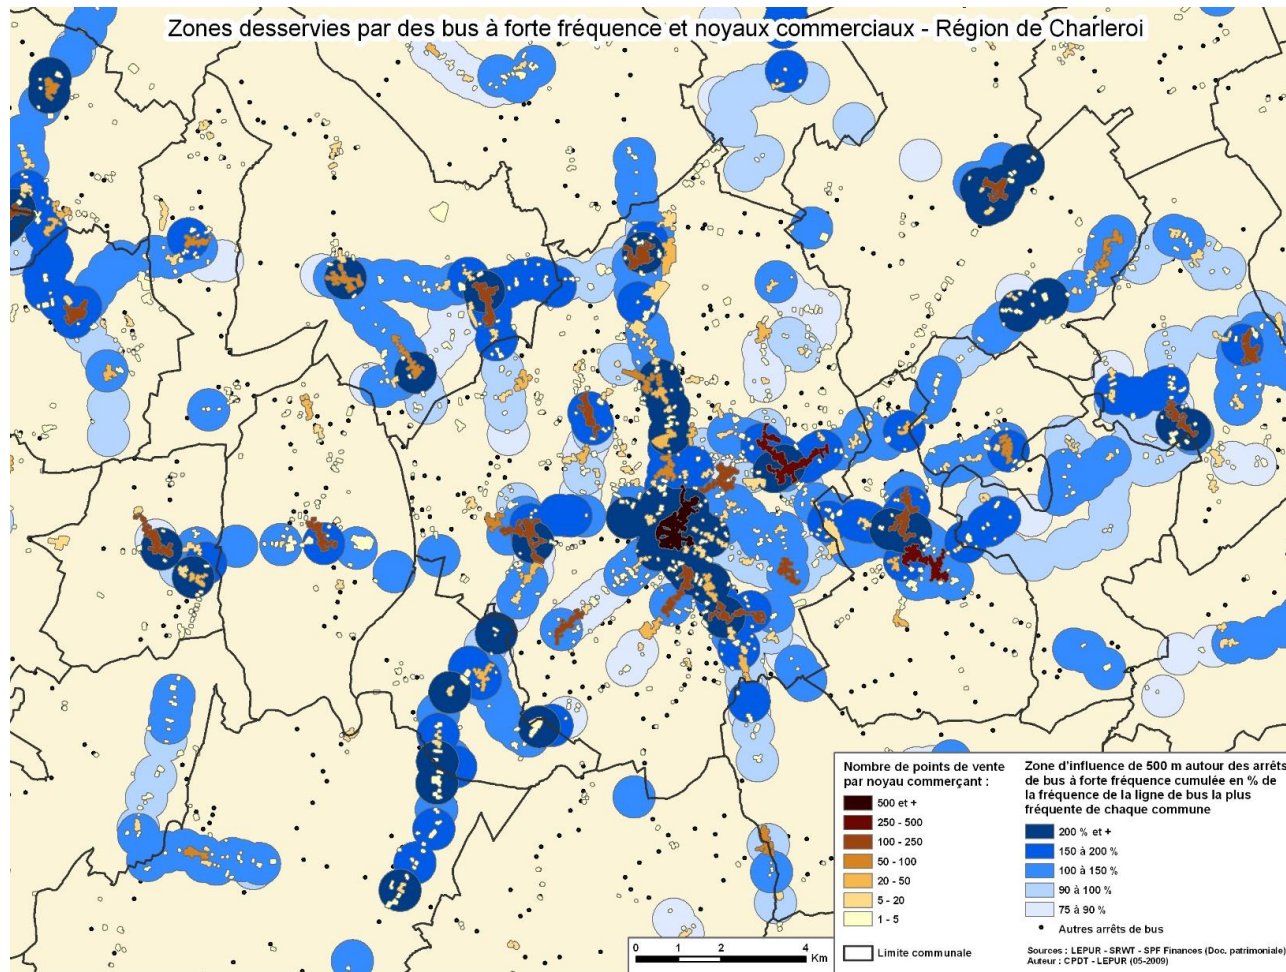 Zones desservies par des bus à forte fréquence et noyaux commerciaux - Région de Charleroi
Nombre de points de vente
par noyau commerçant :
500 et +
250 - 500
100 - 250
50 - 100
20 - 50
5 - 20
1 - 5
Limite communale
Zone d'influence de 500 m autour des arrêts
de bus à forte fréquence cumulée en % de
la fréquence de la ligne de bus la plus
fréquente de chaque commune
200 % et +
150 à 200 %
100 à 150 %
90 à 100 %
75 à 90 %
Autres arrêts de bus
Sources : LEPUR - SRWT - SPF Finances (Doc. patrimoniale)
Auteur : CPDT - LEPUR (05-2009)
0 1 2 4
Km